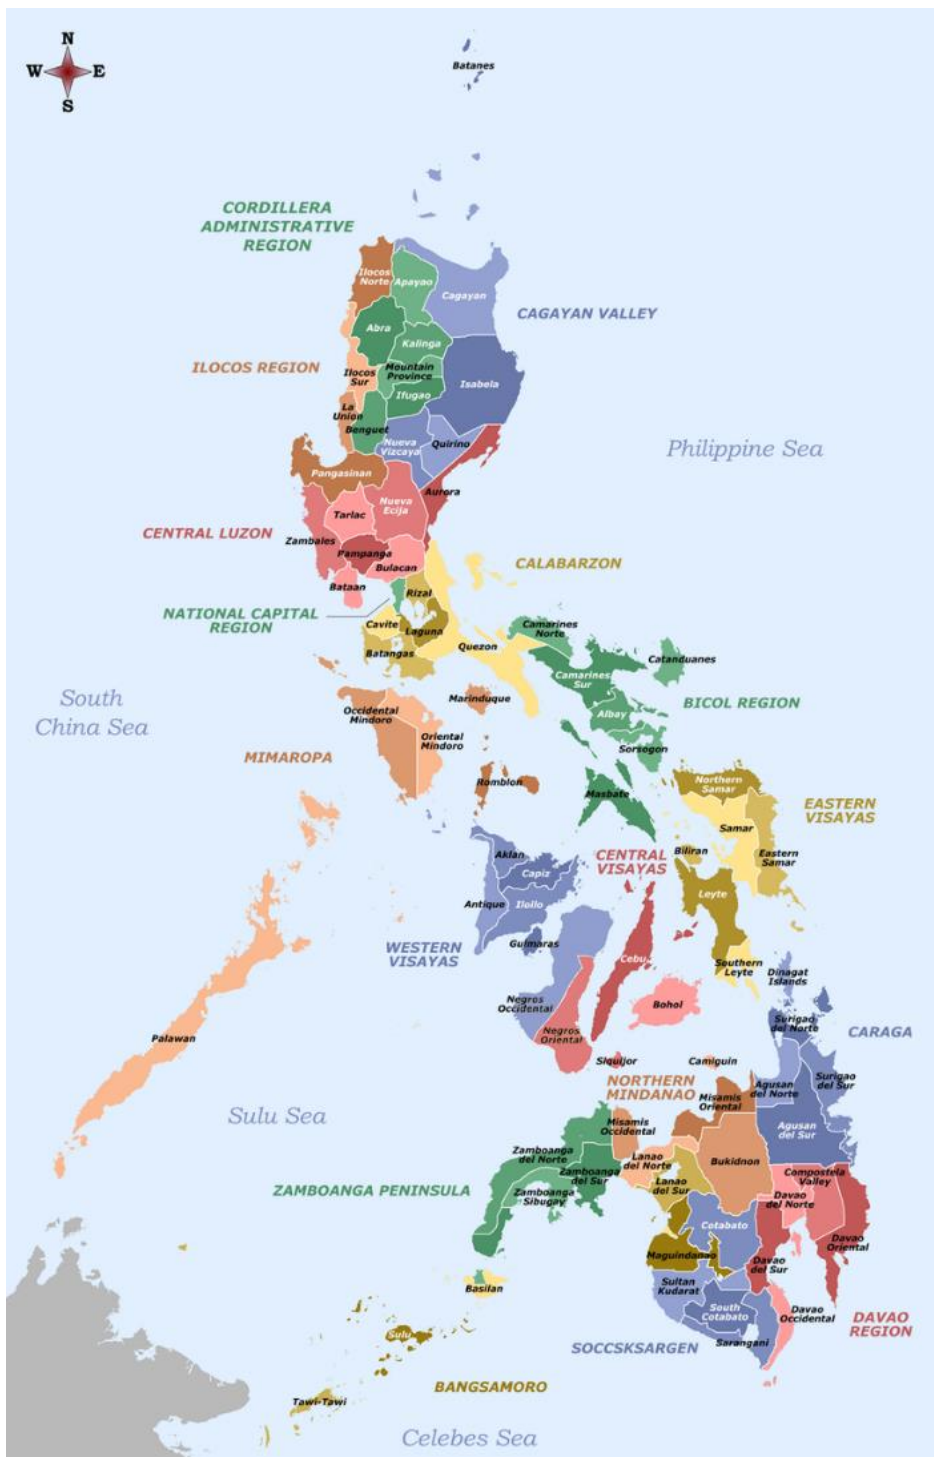 N
W E
S
Batanes
CORDILLERA
ADMINISTRATIVE
REGION
Ilocos
Norte
Apayao
Cagayan
CAGAYAN VALLEY
Abra
Kalinga
ILOCOS REGION
Ilocos
Sur
Mountain
Province
Isabela
Ifugao
La
Union
Benguet
Nueva
Vizcaya
Quirino
Philippine Sea
Pangasinan
Aurora
Nueva
Ecija
Tarlac
CENTRAL LUZON
Zambales
Pampanga
Bulacan
CALABARZON
Bataan
Rizal
NATIONAL CAPITAL
REGION
Cavite
Laguna
Camarines
Norte
Quezon
Batangas
Catanduanes
Camarines
Sur
South
China Sea
Marinduque
BICOL REGION
Occidental
Mindoro
Albay
Oriental
Mindoro
Sorsogon
MIMAROPA
Romblon
Masbate
Northern
Samar
EASTERN
VISAYAS
Samar
Biliran
Eastern
Samar
CENTRAL
VISAYAS
Aklan
Capiz
Leyte
Antique
Iloilo
WESTERN
VISAYAS
Guimaras
Cebu
Southern
Leyte
Dinagat
Islands
Negros
Occidental
Bohol
Surigao
del Norte
CARAGA
Palawan
Negros
Oriental
Siquijor
Camiguin
NORTHERN
MINDANAO
Agusan
del Norte
Surigao
del Sur
Misamis
Oriental
Sulu Sea
Misamis
Occidental
Agusan
del Sur
Zamboanga
del Norte
Lanao
del Norte
Bukidnon
Zamboanga
del Sur
Compostela
Valley
ZAMBOANGA PENINSULA
Zamboanga
Sibugay
Lanao
del Sur
Davao
del Norte
Cotabato
Davao
Oriental
Maguindanao
Davao
del Sur
Basilan
Sultan
Kudarat
South
Cotabato
Davao
Occidental
DAVAO
REGION
Sulu
Sarangani
SOCCSKSARGEN
BANGSAMORO
Tawi-Tawi
Celebes Sea